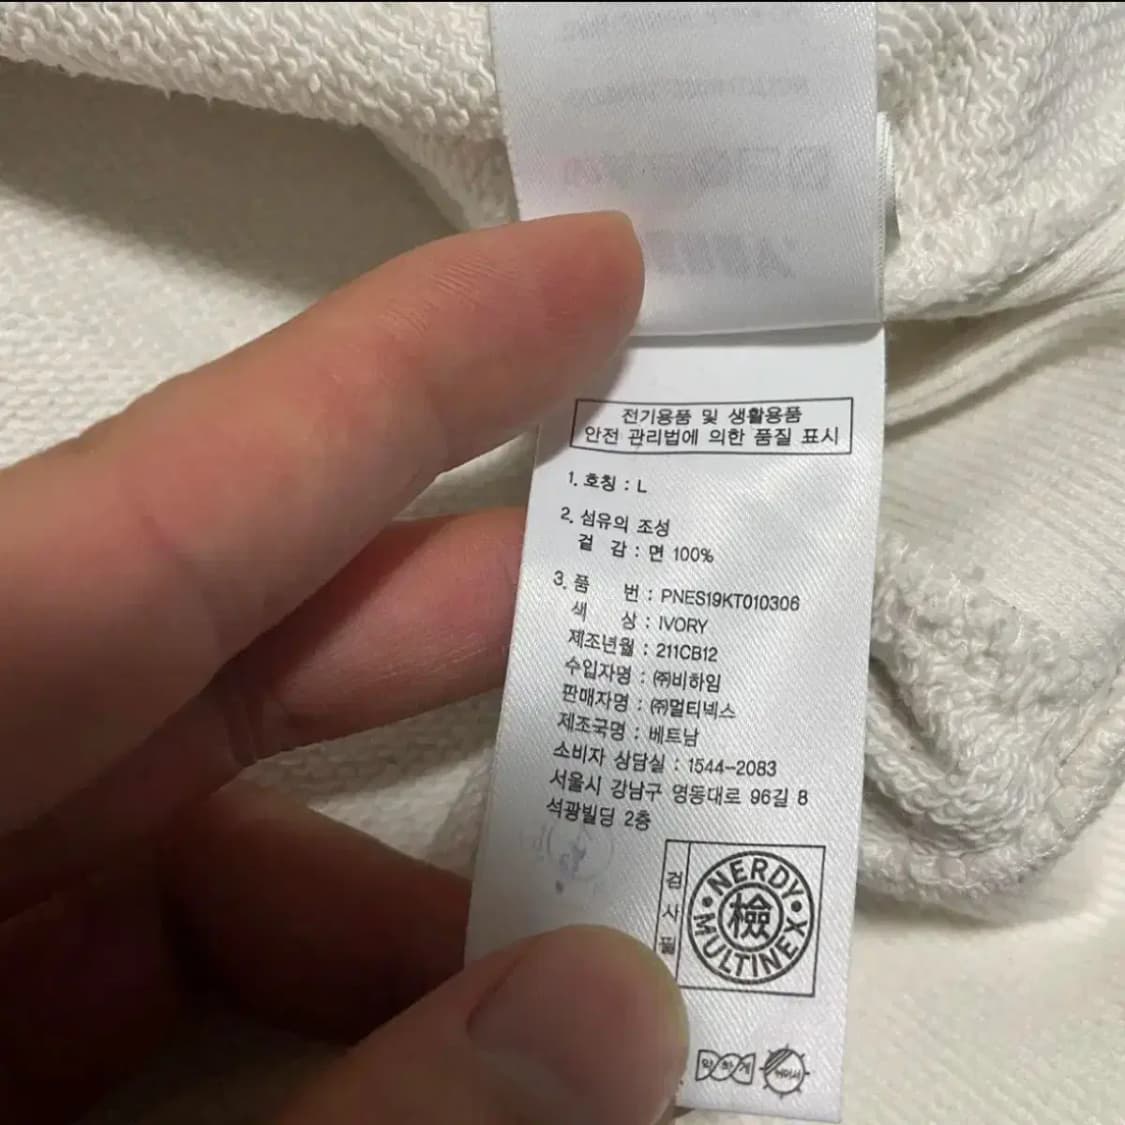 전기용품 및 생활용품
안전 관리법에 의한 품질 표시
1. 호칭 : L
2. 섬유의 조성
겉 감 : 면 100%
3. 품 번 : PNES19KT010306
색 상 : IVORY
제조년월 : 211CB12
수입자명 : ㈜비하임
판매자명 : ㈜멀티넥스
제조국명 : 베트남
소비자 상담실 : 1544-2083
서울시 강남구 영동대로 96길 8
석광빌딩 2층
검사필
NERDY
檢
MULTINEX
약하게